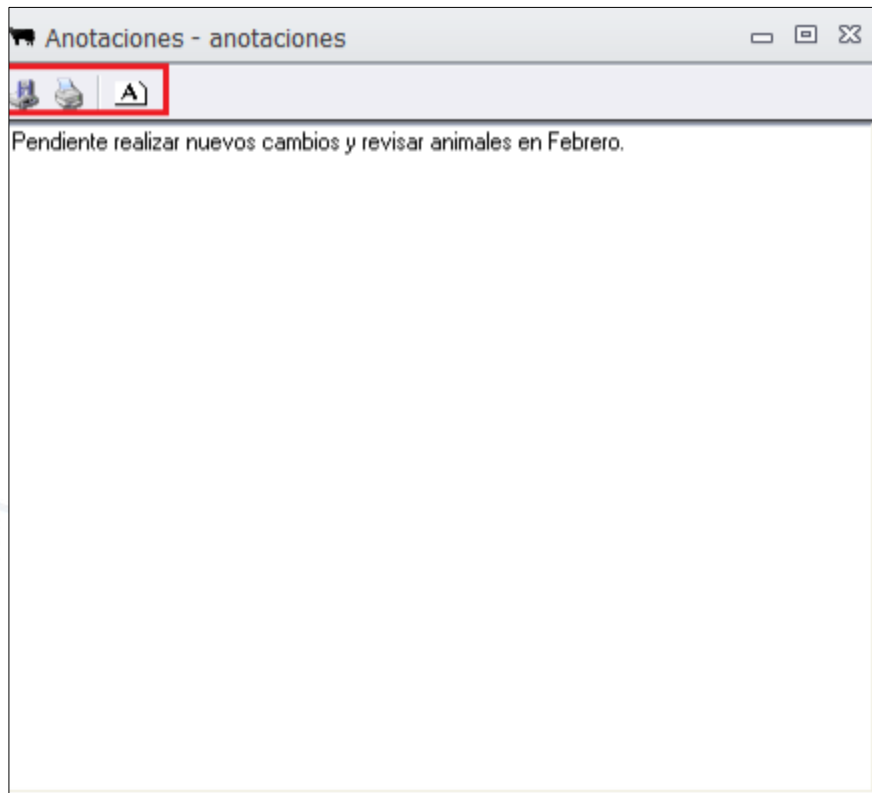 Anotaciones - anotaciones
A
Pendiente realizar nuevos cambios y revisar animales en Febrero.